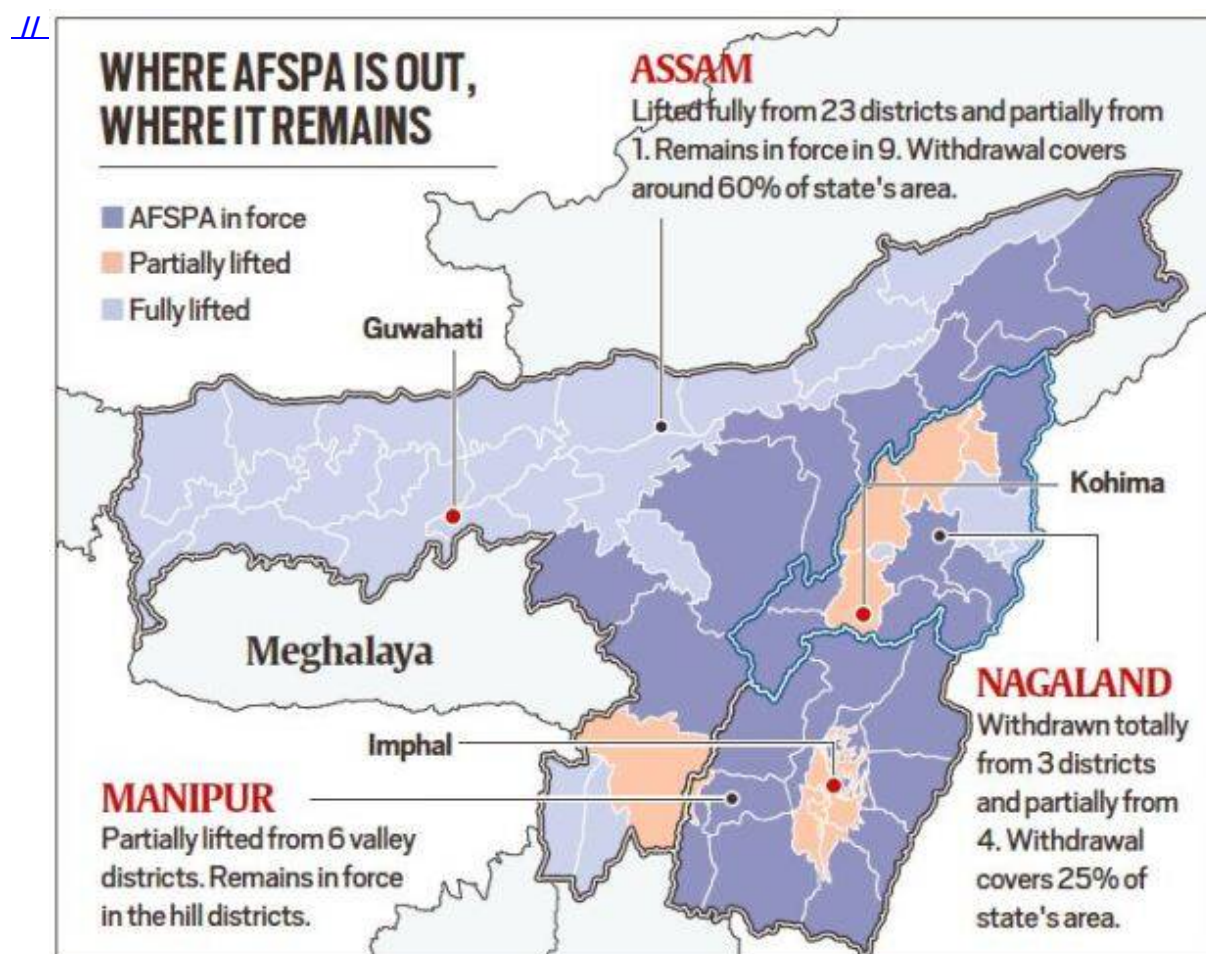 //
WHERE AFSPA IS OUT,
WHERE IT REMAINS
AFSPA in force
Partially lifted
Fully lifted
ASSAM
Lifted fully from 23 districts and partially from
1. Remains in force in 9. Withdrawal covers
around 60% of state's area.
Guwahati
Kohima
Meghalaya
Imphal
MANIPUR
Partially lifted from 6 valley
districts. Remains in force
in the hill districts.
NAGALAND
Withdrawn totally
from 3 districts
and partially from
4. Withdrawal
covers 25% of
state's area.